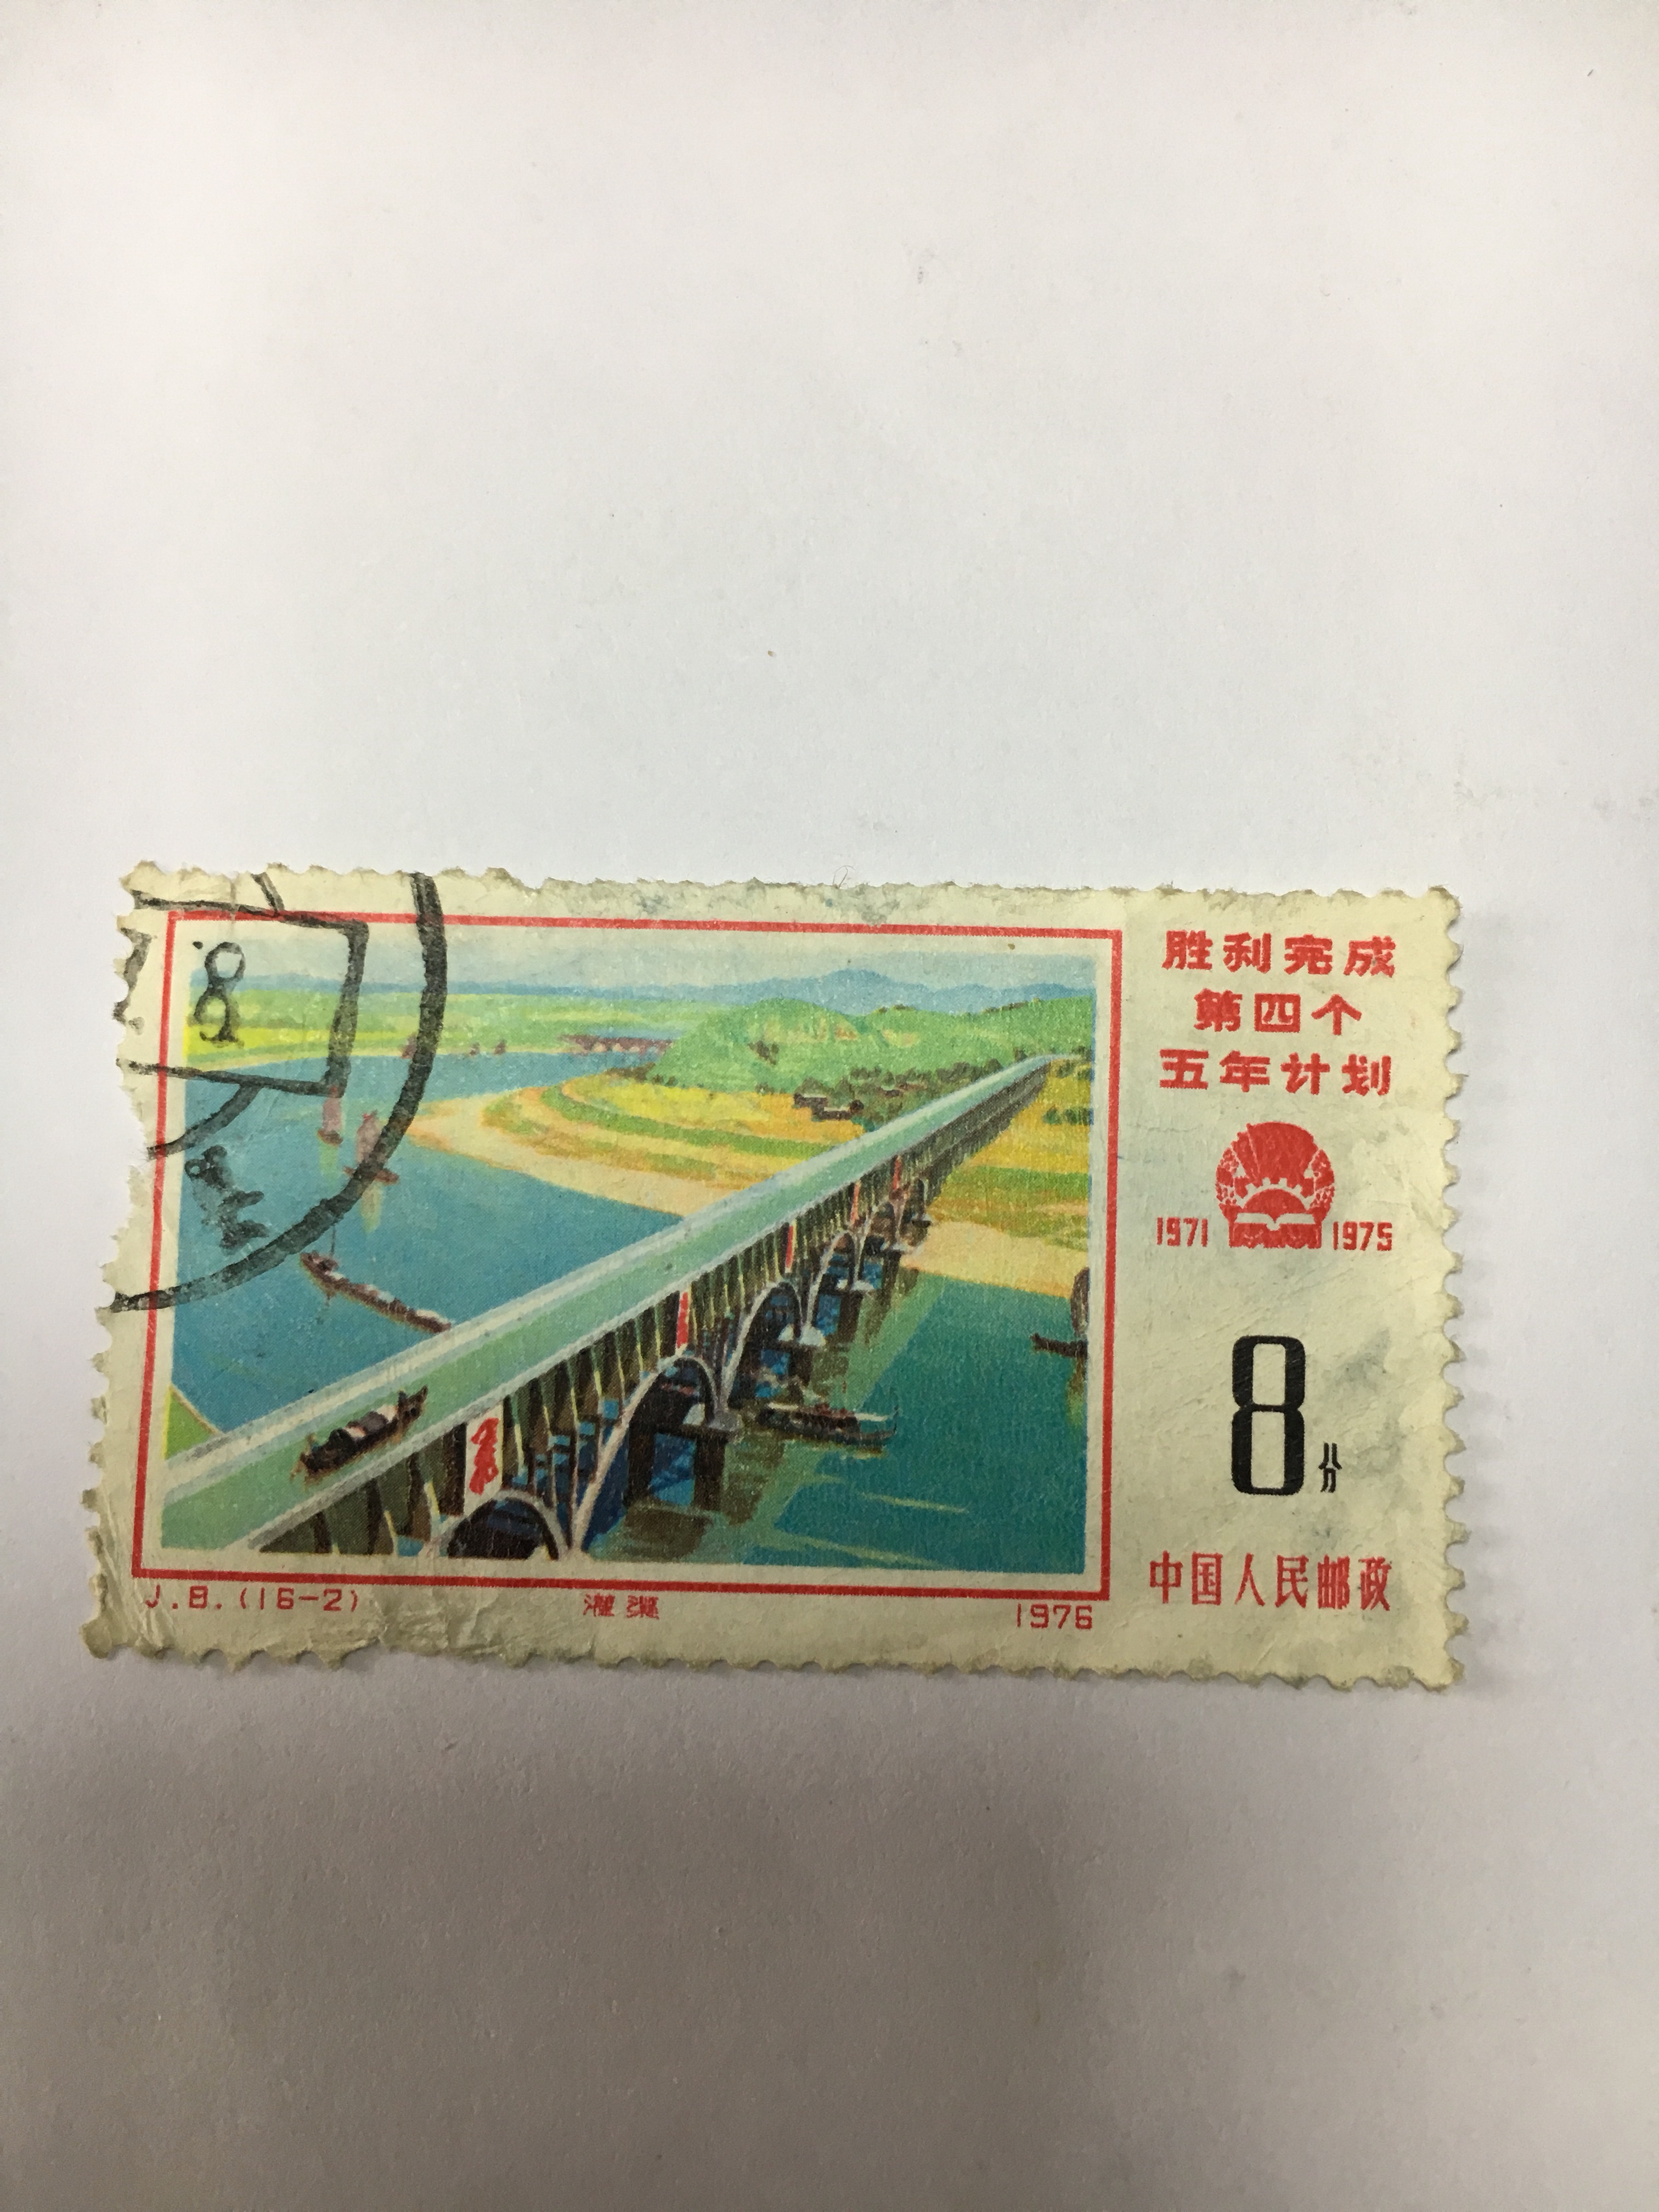 胜利完成
第四个
五年计划
1971 1975
8分
中国人民邮政
J.8.(16-2) 灌渠 1976